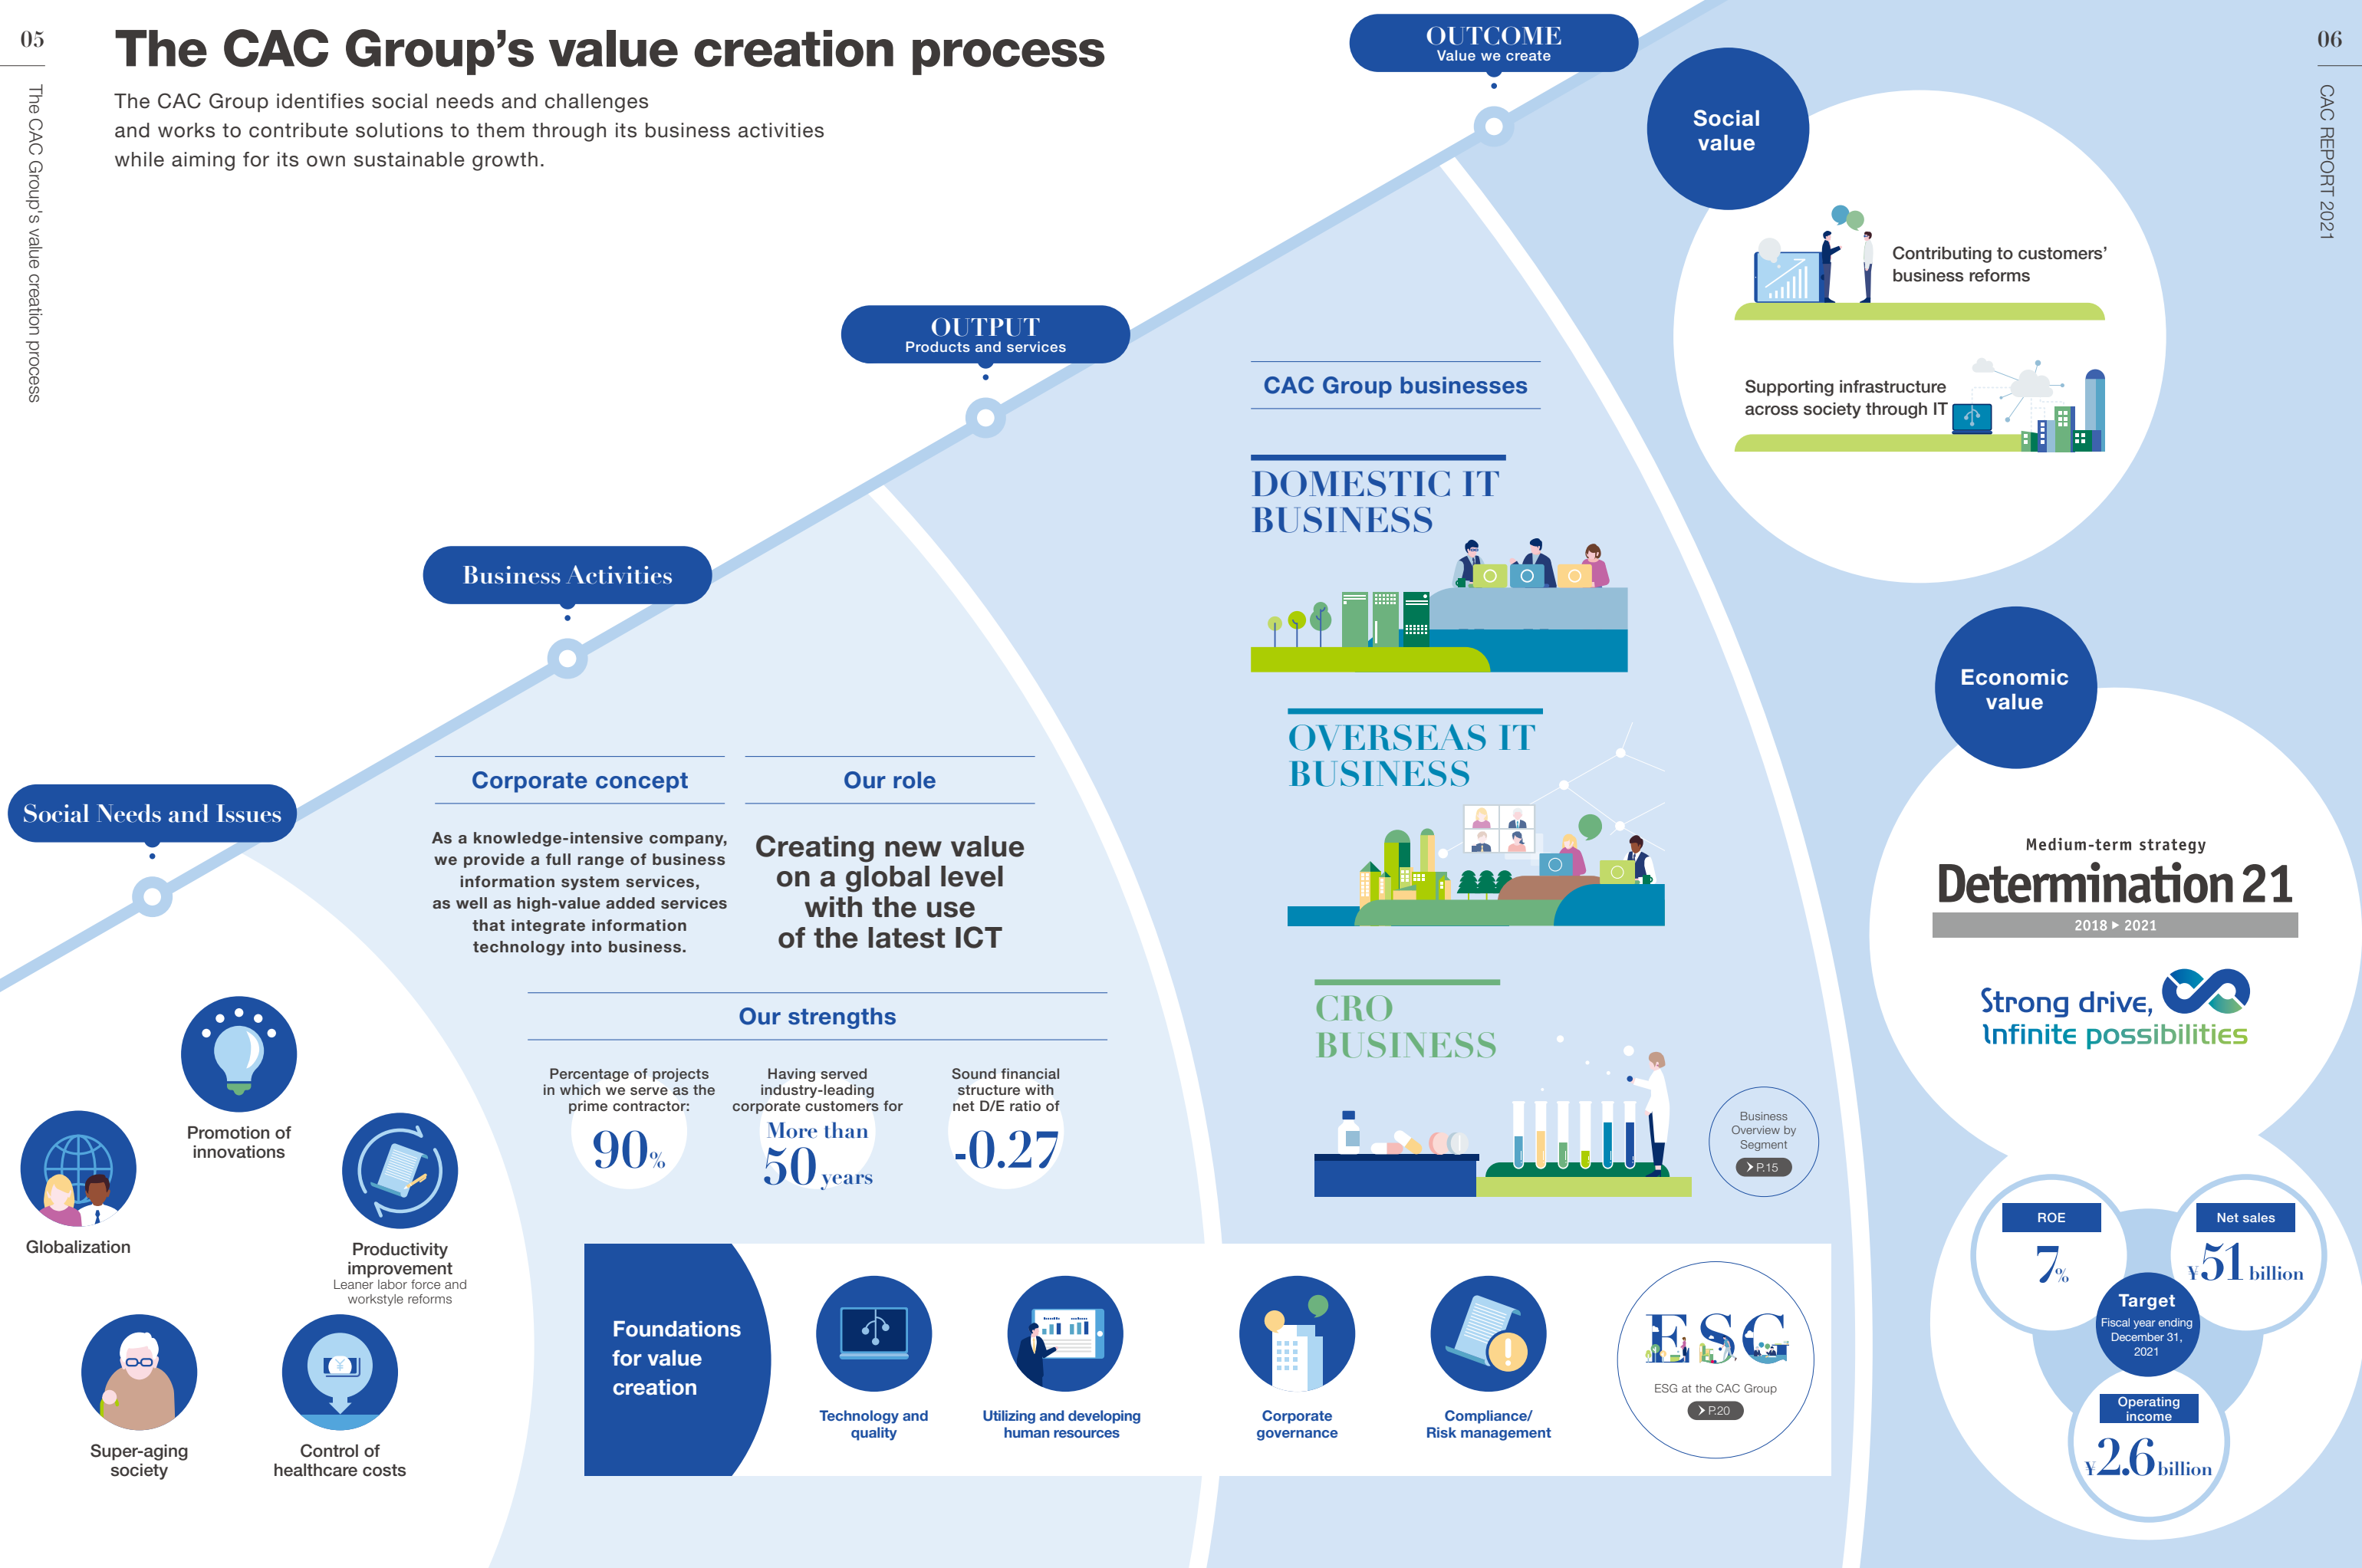 05
The CAC Group's value creation process
The CAC Group’s value creation process
The CAC Group identifies social needs and challenges
and works to contribute solutions to them through its business activities
while aiming for its own sustainable growth.
06
CAC REPORT 2021
Social Needs and Issues
Promotion of
innovations
Globalization
Productivity
improvement
Leaner labor force and
workstyle reforms
Super-aging
society
Control of
healthcare costs
Business Activities
Corporate concept
As a knowledge-intensive company,
we provide a full range of business
information system services,
as well as high-value added services
that integrate information
technology into business.
Our role
Creating new value
on a global level
with the use
of the latest ICT
Our strengths
Percentage of projects
in which we serve as the
prime contractor:
90%
Having served
industry-leading
corporate customers for
More than
50 years
Sound financial
structure with
net D/E ratio of
-0.27
OUTPUT
Products and services
CAC Group businesses
DOMESTIC IT
BUSINESS
OVERSEAS IT
BUSINESS
CRO
BUSINESS
Business
Overview by
Segment
P.15
Foundations
for value
creation
Technology and
quality
Utilizing and developing
human resources
Corporate
governance
Compliance/
Risk management
ESG
ESG at the CAC Group
P.20
OUTCOME
Value we create
Social
value
Contributing to customers’
business reforms
Supporting infrastructure
across society through IT
Economic
value
Medium-term strategy
Determination 21
2018 ▶ 2021
Strong drive,
Infinite possibilities
ROE
7%
Net sales
¥51 billion
Target
Fiscal year ending
December 31,
2021
Operating
income
¥2.6 billion